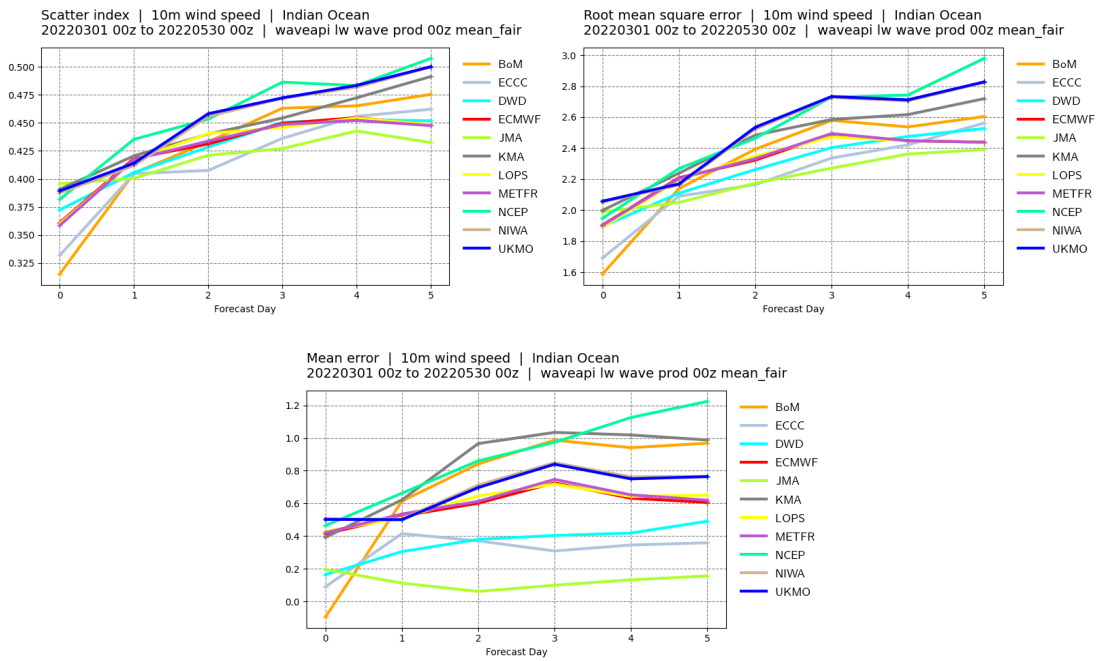 Scatter index | 10m wind speed | Indian Ocean
20220301 00z to 20220530 00z | waveapi lw wave prod 00z mean_fair
0.500
0.475
0.450
0.425
0.400
0.375
0.350
0.325
0 1 2 3 4 5
Forecast Day
BoM
ECCC
DWD
ECMWF
JMA
KMA
LOPS
METFR
NCEP
NIWA
UKMO
Root mean square error | 10m wind speed | Indian Ocean
20220301 00z to 20220530 00z | waveapi lw wave prod 00z mean_fair
3.0
2.8
2.6
2.4
2.2
2.0
1.8
1.6
0 1 2 3 4 5
Forecast Day
BoM
ECCC
DWD
ECMWF
JMA
KMA
LOPS
METFR
NCEP
NIWA
UKMO
Mean error | 10m wind speed | Indian Ocean
20220301 00z to 20220530 00z | waveapi lw wave prod 00z mean_fair
1.2
1.0
0.8
0.6
0.4
0.2
0.0
0 1 2 3 4 5
Forecast Day
BoM
ECCC
DWD
ECMWF
JMA
KMA
LOPS
METFR
NCEP
NIWA
UKMO